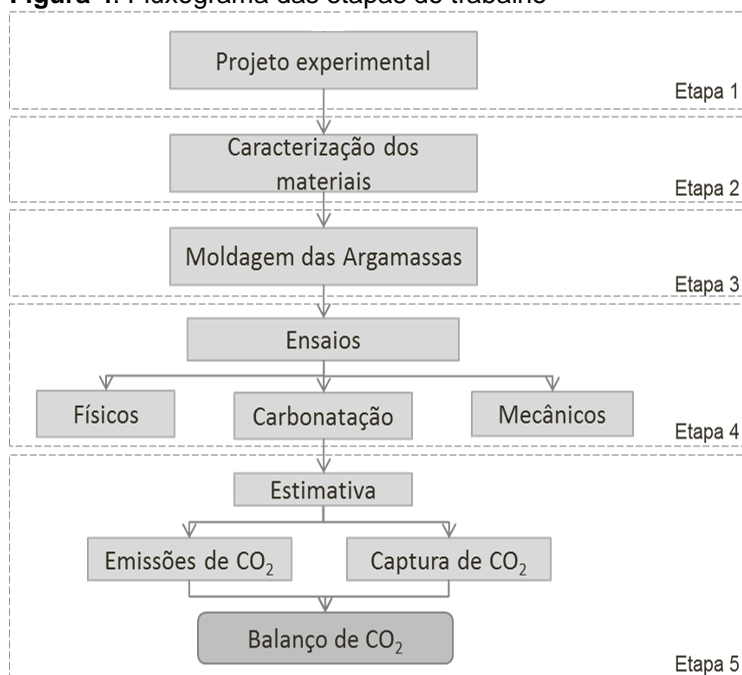 Figura 4. Fluxograma das etapas do trabalho
Projeto experimental
Etapa 1
Caracterização dos
materiais
Etapa 2
Moldagem das Argamassas
Etapa 3
Ensaios
Físicos
Carbonatação
Mecânicos
Etapa 4
Estimativa
Emissões de CO₂
Captura de CO₂
Balanço de CO₂
Etapa 5